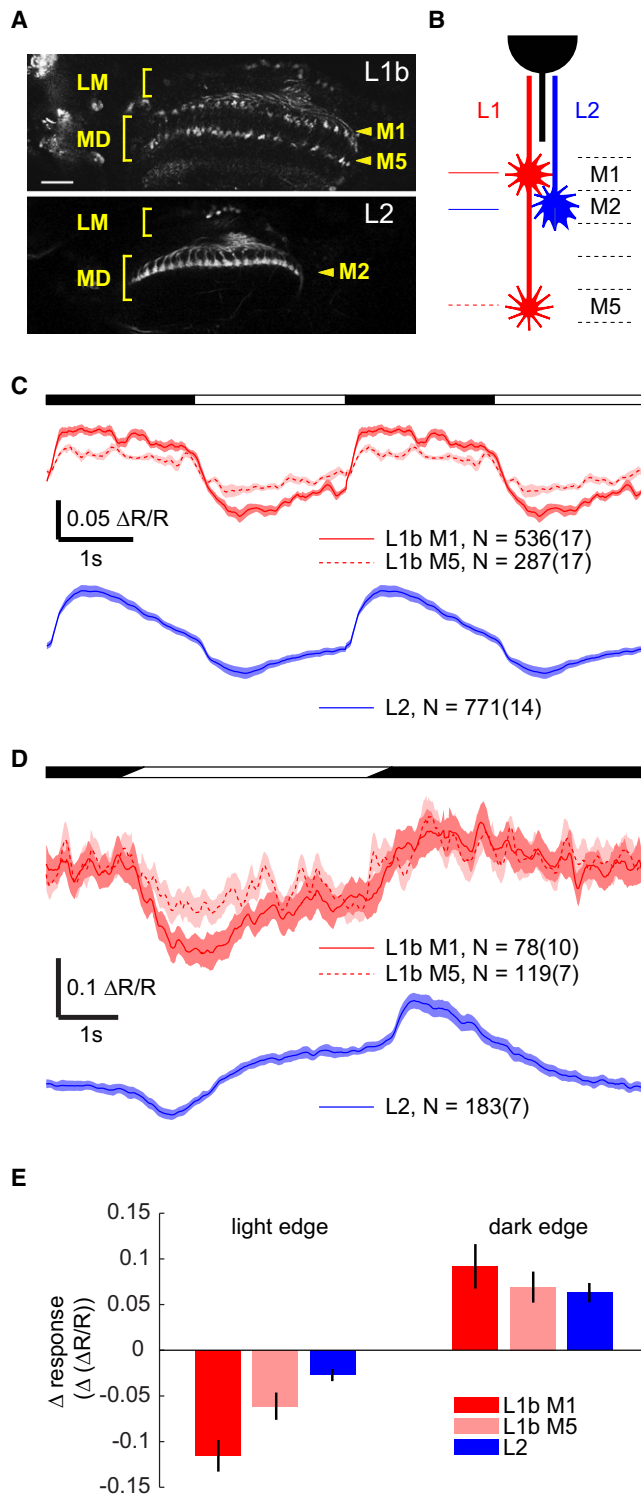 A
L1b
LM
MD
M1
M5
L2
LM
MD
M2
B
L1
L2
M1
M2
M5
C
0.05 ΔR/R
1s
L1b M1, N = 536(17)
L1b M5, N = 287(17)
L2, N = 771(14)
D
L1b M1, N = 78(10)
L1b M5, N = 119(7)
0.1 ΔR/R
1s
L2, N = 183(7)
E
light edge
dark edge
Δ response
(Δ (ΔR/R))
0.15
0.1
0.05
0
-0.05
-0.1
-0.15
L1b M1
L1b M5
L2